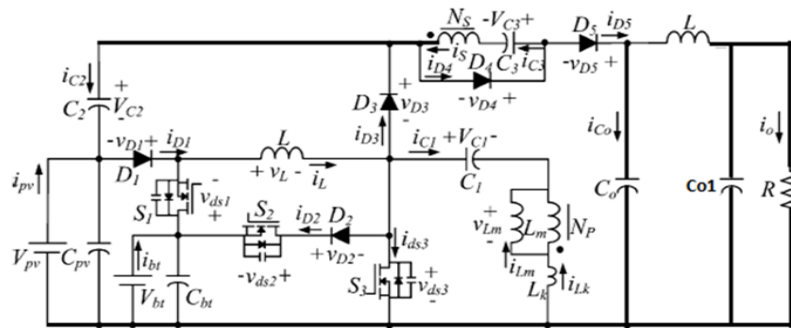 N_S -V_C3+ D_5 i_D5 L
i_S C_3 i_C3
i_D4 D_4 -v_D5+
i_C2 + V_C2 - C_2
-v_D4+
D_3 + v_D3 -
i_D3
-v_D1+ i_D1 L i_C1 +V_C1- i_Co i_o
D_1 + v_L - i_L C_1
i_pv - v_ds1 + S_1 C_o Co1 R
S_2 i_D2 D_2 i_ds3 + v_Lm - L_m N_P
V_pv C_pv i_bt -v_ds2+ +v_D2- i_Lm i_Lk
V_bt C_bt S_3 + v_ds3 - L_k